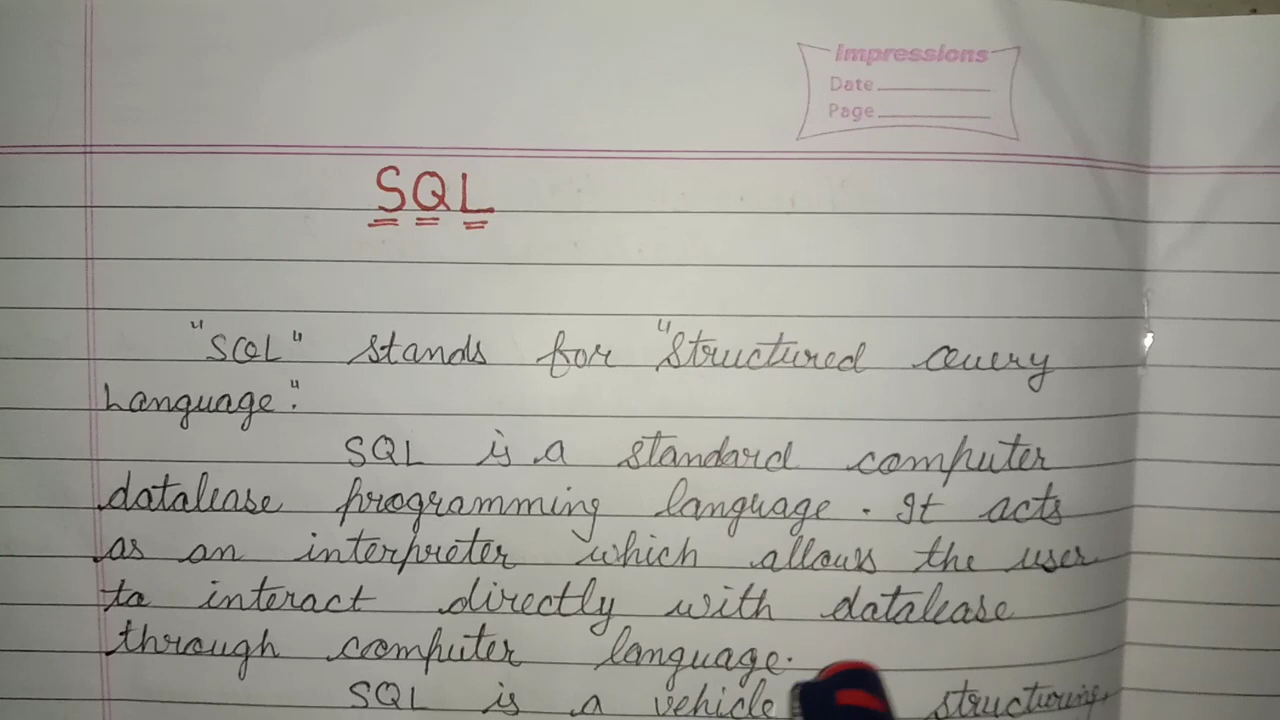 Impressions
Date
Page
SQL
"SQL" stands for "Structured Query
Language".
SQL is a standard computer
database programming language. It acts
as an interpreter which allows the user
to interact directly with database
through computer language.
SQL is a vehicle structuring